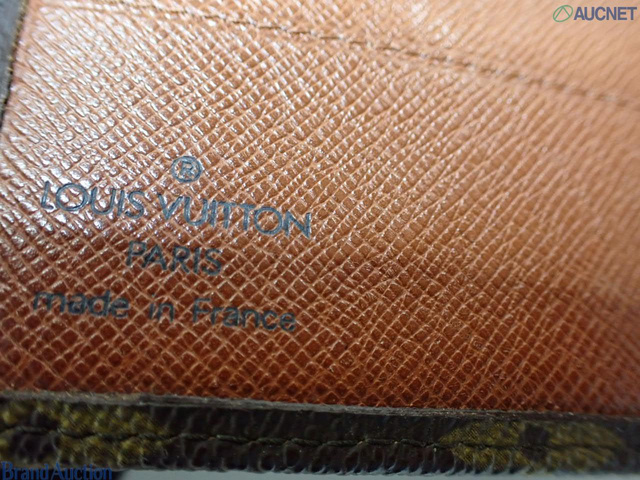 AUCNET
®
LOUIS VUITTON
PARIS
made in France
Brand Auction